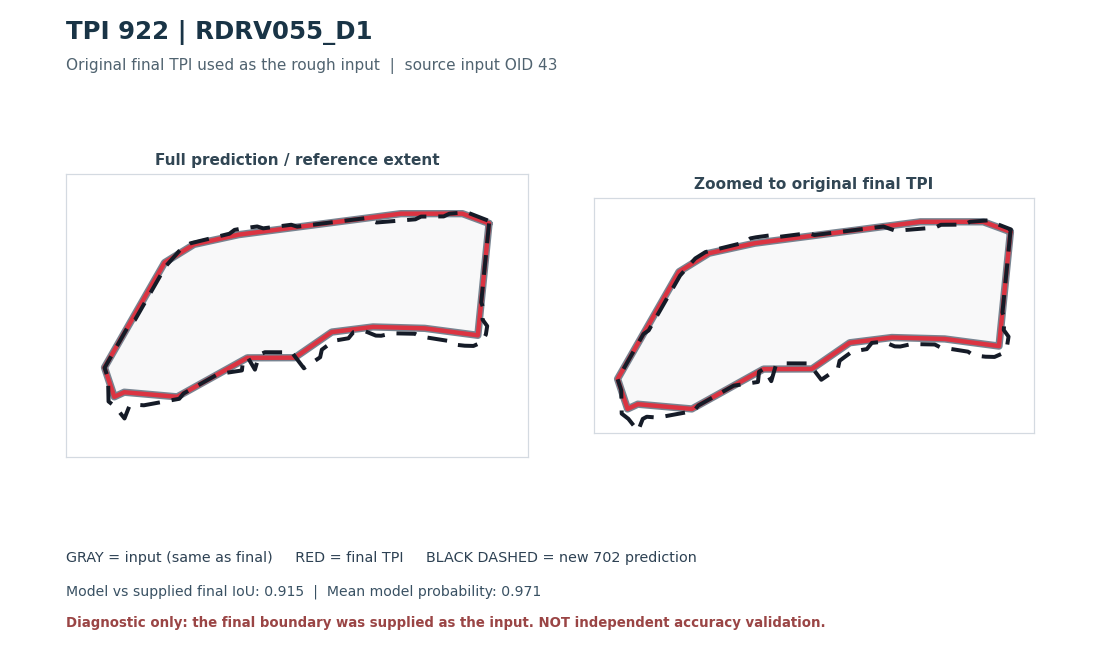 TPI 922 | RDRV055_D1
Original final TPI used as the rough input | source input OID 43
Full prediction / reference extent
Zoomed to original final TPI
GRAY = input (same as final) RED = final TPI BLACK DASHED = new 702 prediction
Model vs supplied final IoU: 0.915 | Mean model probability: 0.971
Diagnostic only: the final boundary was supplied as the input. NOT independent accuracy validation.